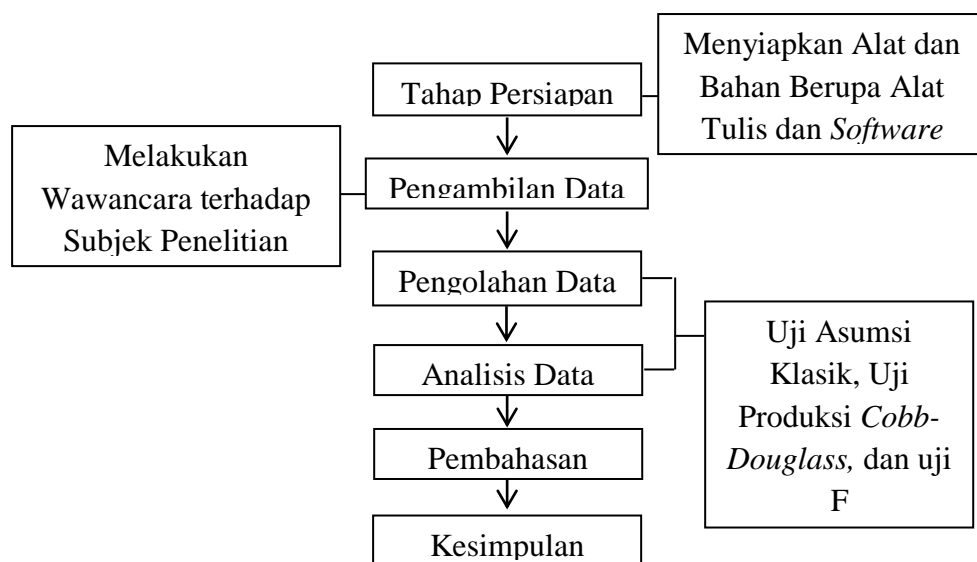 Tahap Persiapan
Menyiapkan Alat dan
Bahan Berupa Alat
Tulis dan Software
Melakukan
Wawancara terhadap
Subjek Penelitian
Pengambilan Data
Pengolahan Data
Uji Asumsi
Klasik, Uji
Produksi Cobb-
Douglass, dan uji
F
Analisis Data
Pembahasan
Kesimpulan